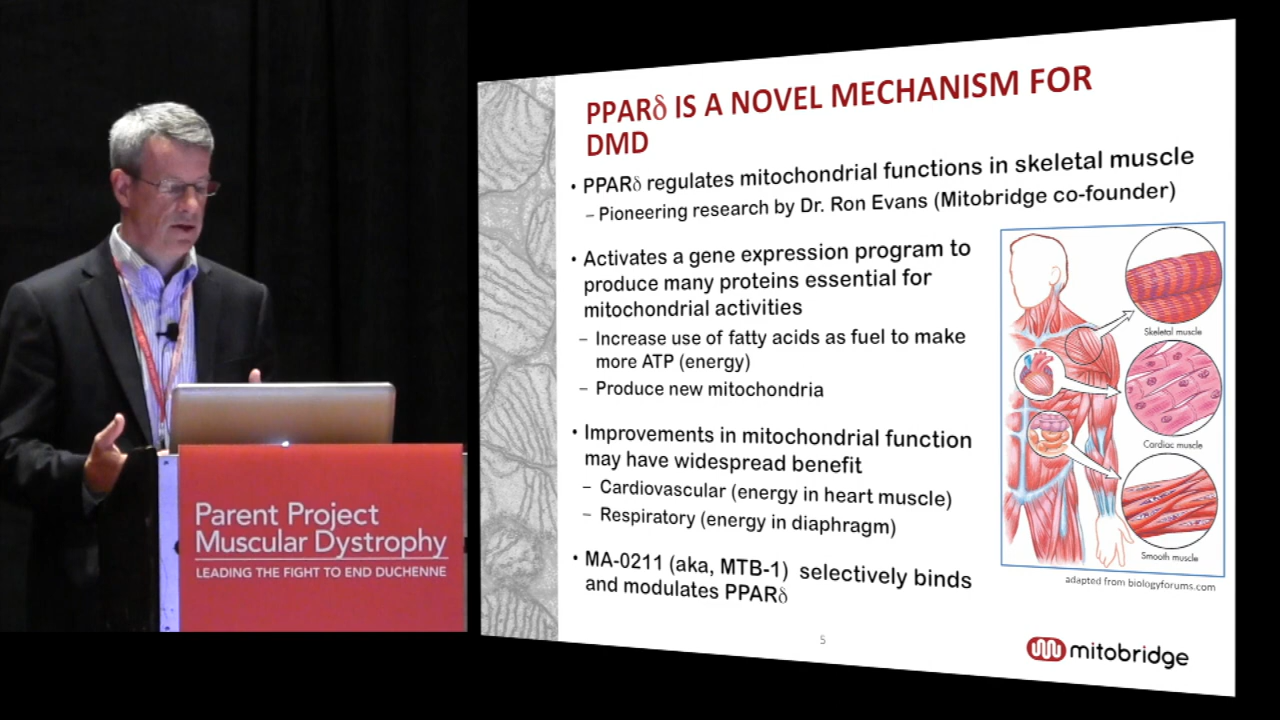 PPARδ IS A NOVEL MECHANISM FOR
DMD
• PPARδ regulates mitochondrial functions in skeletal muscle
– Pioneering research by Dr. Ron Evans (Mitobridge co-founder)
• Activates a gene expression program to
produce many proteins essential for
mitochondrial activities
– Increase use of fatty acids as fuel to make
more ATP (energy)
– Produce new mitochondria
• Improvements in mitochondrial function
may have widespread benefit
– Cardiovascular (energy in heart muscle)
– Respiratory (energy in diaphragm)
• MA-0211 (aka, MTB-1) selectively binds
and modulates PPARδ
Skeletal muscle
Cardiac muscle
Smooth muscle
adapted from biologyforums.com
5
mitobridge
Parent Project
Muscular Dystrophy
LEADING THE FIGHT TO END DUCHENNE